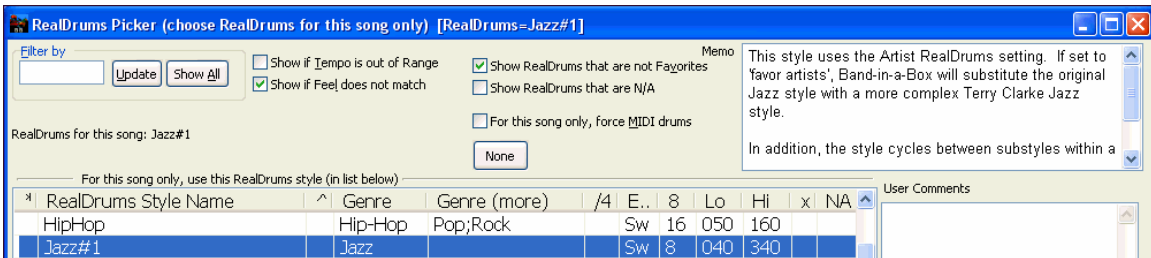 RealDrums Picker (choose RealDrums for this song only) [RealDrums=Jazz#1]
Filter by
Update
Show All
Show if Tempo is out of Range
Show if Feel does not match
Show RealDrums that are not Favorites
Show RealDrums that are N/A
For this song only, force MIDI drums
None
RealDrums for this song: Jazz#1
Memo
This style uses the Artist RealDrums setting. If set to
'favor artists', Band-in-a-Box will substitute the original
Jazz style with a more complex Terry Clarke Jazz
style.
In addition, the style cycles between substyles within a
For this song only, use this RealDrums style (in list below)
User Comments
* RealDrums Style Name ^ Genre Genre (more) /4 E.. 8 Lo Hi x NA
HipHop Hip-Hop Pop;Rock Sw 16 050 160
Jazz#1 Jazz Sw 8 040 340